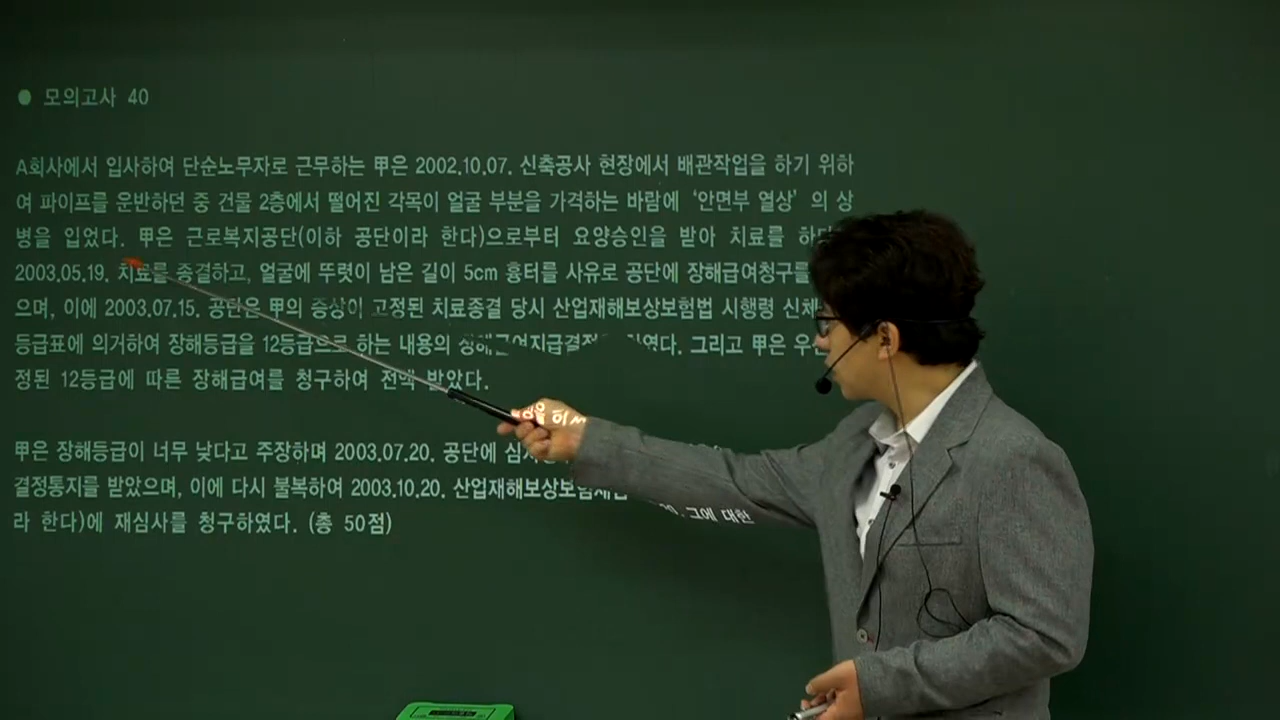 ● 모의고사 40
A회사에서 입사하여 단순노무자로 근무하는 甲은 2002.10.07. 신축공사 현장에서 배관작업을 하기 위하
여 파이프를 운반하던 중 건물 2층에서 떨어진 각목이 얼굴 부분을 가격하는 바람에 ‘안면부 열상’의 상
병을 입었다. 甲은 근로복지공단(이하 공단이라 한다)으로부터 요양승인을 받아 치료를
2003.05.19. 치료를 종결하고, 얼굴에 뚜렷이 남은 길이 5cm 흉터를 사유로 공단에 장해급여청구를
으며, 이에 2003.07.15. 공단은 甲의 증상이 고정된 치료종결 당시 산업재해보상보험법 시행령 신체
등급표에 의거하여 장해등급을 12등급으로 하는 내용의 그리고 甲은
정된 12등급에 따른 장해급여를 청구하여 전액 받았다.
甲은 장해등급이 너무 낮다고 주장하며 2003.07.20. 공단에
결정통지를 받았으며, 이에 다시 불복하여 2003.10.20. 그에 대한
라 한다)에 재심사를 청구하였다. (총 50점)